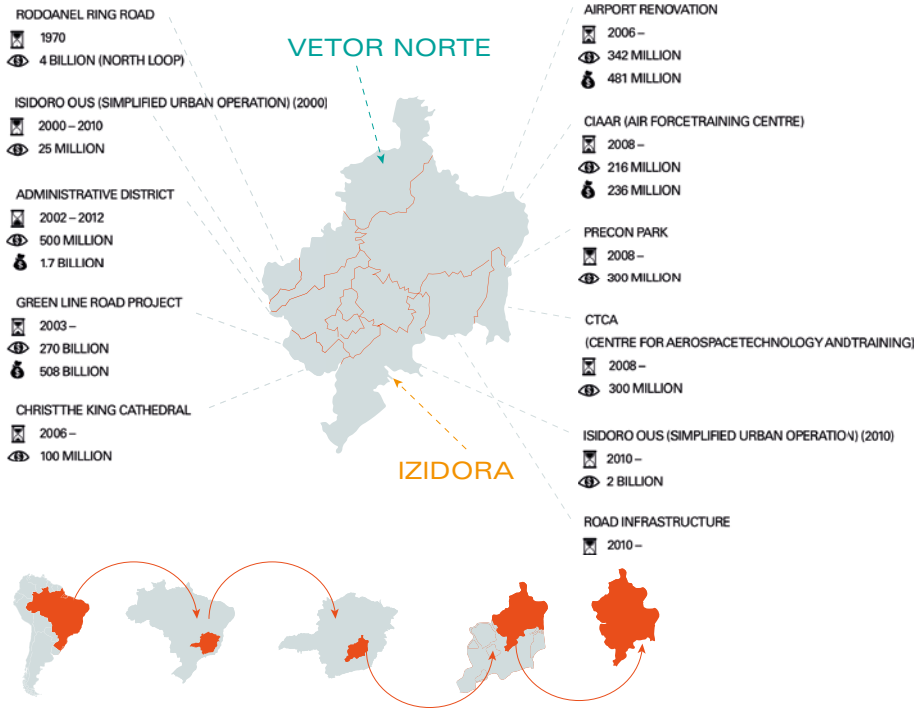 RODOANEL RING ROAD
1970
4 BILLION (NORTH LOOP)
ISIDORO OUS (SIMPLIFIED URBAN OPERATION) (2000)
2000 – 2010
25 MILLION
ADMINISTRATIVE DISTRICT
2002 – 2012
500 MILLION
1.7 BILLION
GREEN LINE ROAD PROJECT
2003 –
270 BILLION
508 BILLION
CHRISTTHE KING CATHEDRAL
2006 –
100 MILLION
VETOR NORTE
IZIDORA
AIRPORT RENOVATION
2006 –
342 MILLION
481 MILLION
CIAAR (AIR FORCETRAINING CENTRE)
2008 –
216 MILLION
236 MILLION
PRECON PARK
2008 –
300 MILLION
CTCA
(CENTRE FOR AEROSPACETECHNOLOGY ANDTRAINING)
2008 –
300 MILLION
ISIDORO OUS (SIMPLIFIED URBAN OPERATION) (2010)
2010 –
2 BILLION
ROAD INFRASTRUCTURE
2010 –